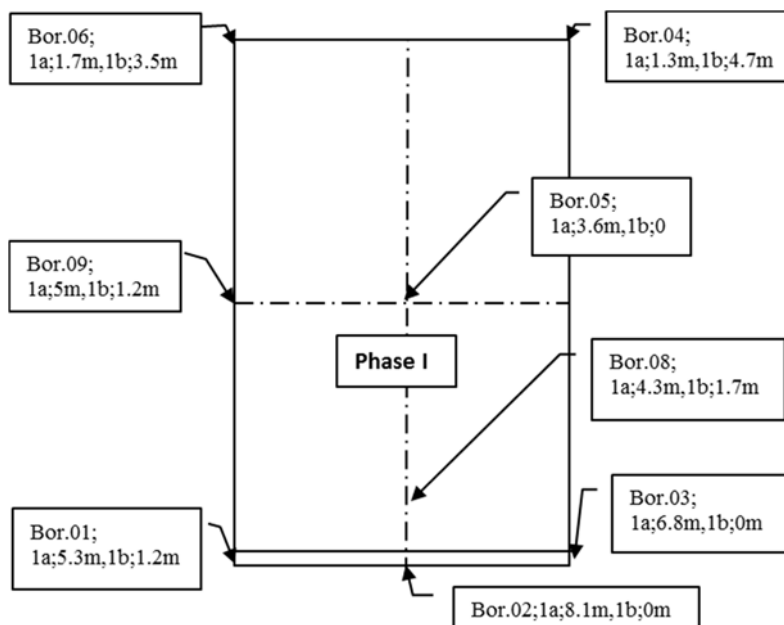 Bor.06;
1a;1.7m,1b;3.5m
Bor.04;
1a;1.3m,1b;4.7m
Bor.05;
1a;3.6m,1b;0
Bor.09;
1a;5m,1b;1.2m
Phase I
Bor.08;
1a;4.3m,1b;1.7m
Bor.03;
1a;6.8m,1b;0m
Bor.01;
1a;5.3m,1b;1.2m
Bor.02;1a;8.1m,1b;0m